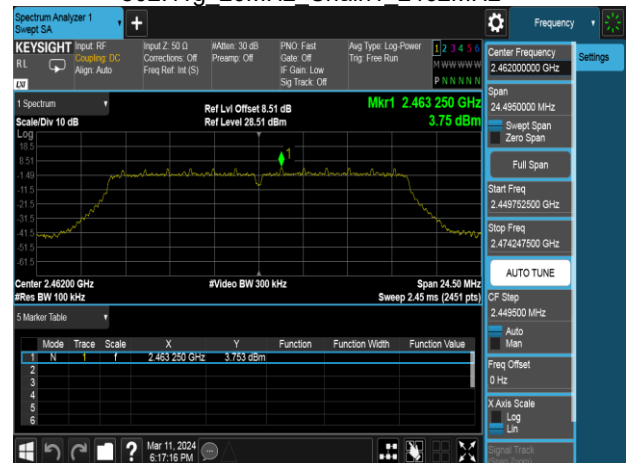 Spectrum Analyzer 1
Swept SA
+
Frequency
KEYSIGHT
RL
LXI
Input: RF
Coupling: DC
Align: Auto
Input Z: 50 Ω
Corrections: Off
Freq Ref: Int (S)
#Atten: 30 dB
Preamp: Off
PNO: Fast
Gate: Off
IF Gain: Low
Sig Track: Off
Avg Type: Log-Power
Trig: Free Run
1 2 3 4 5 6
M W W W W W
P N N N N N
1 Spectrum
Scale/Div 10 dB
Ref Lvl Offset 8.51 dB
Ref Level 28.51 dBm
Mkr1 2.463 250 GHz
3.75 dBm
Log
18.5
8.51
-1.49
-11.5
-21.5
-31.5
-41.5
-51.5
-61.5
1
Center 2.46200 GHz
#Res BW 100 kHz
#Video BW 300 kHz
Span 24.50 MHz
Sweep 2.45 ms (2451 pts)
5 Marker Table
Mode Trace Scale X Y Function Function Width Function Value
1 N 1 f 2.463 250 GHz 3.753 dBm
2
3
4
5
6
Mar 11, 2024
6:17:16 PM
Center Frequency
2.462000000 GHz
Settings
Span
24.4950000 MHz
Swept Span
Zero Span
Full Span
Start Freq
2.449752500 GHz
Stop Freq
2.474247500 GHz
AUTO TUNE
CF Step
2.449500 MHz
Auto
Man
Freq Offset
0 Hz
X Axis Scale
Log
Lin
Signal Track